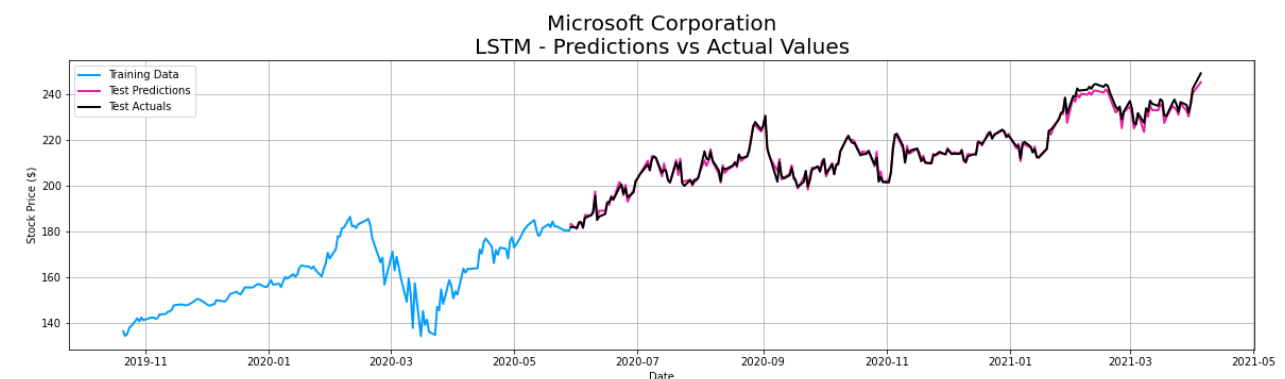 Microsoft Corporation
LSTM - Predictions vs Actual Values
Training Data
Test Predictions
Test Actuals
Stock Price ($)
240
220
200
180
160
140
2019-11
2020-01
2020-03
2020-05
2020-07
2020-09
2020-11
2021-01
2021-03
2021-05
Date